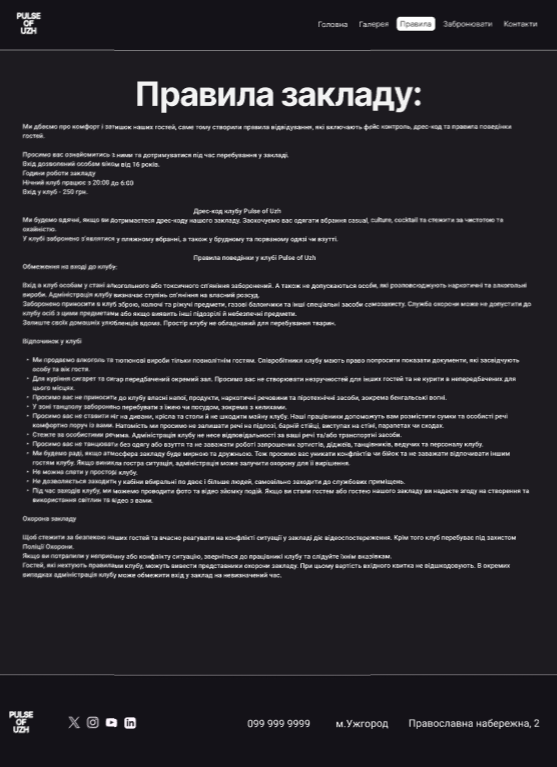 PULSE
OF
UZH
Головна Галерея Правила Забронювати Контакти
Правила закладу:
Ми дбаємо про комфорт і затишок наших гостей, саме тому створили правила відвідування, які включають фейс контроль, дрес-код та правила поведінки
гостей.
Просимо вас ознайомитись з ними та дотримуватися під час перебування у закладі.
Вхід дозволений особам віком від 16 років.
Години роботи закладу
Нічний клуб працює з 20:00 до 6:00
Вхід у клуб - 250 грн.
Дрес-код клубу Pulse of Uzh
Ми будемо вдячні, якщо ви дотримаєтеся дрес-коду нашого закладу. Заохочуємо вас одягати вбрання casual, culture, cocktail та стежити за чистотою та
охайністю.
У клубі заборонено з'являтися у пляжному вбранні, а також у брудному та порваному одязі чи взутті.
Правила поведінки у клубі Pulse of Uzh
Обмеження на вході до клубу:
Вхід в клуб особам у стані алкогольного або токсичного сп'яніння заборонений. А також не допускаються особи, які розповсюджують наркотичні та алкогольні
вироби. Адміністрація клубу визначає ступінь сп'яніння на власний розсуд.
Заборонено приносити в клуб зброю, колючі та ріжучі предмети, газові балончики та інші спеціальні засоби самозахисту. Служба охорони може не допустити до
клубу осіб з цими предметами або якщо виявить інші підозрілі й небезпечні предмети.
Залиште своїх домашніх улюбленців вдома. Простір клубу не обладнаний для перебування тварин.
Відпочинок у клубі
• Ми продаємо алкоголь та тютюнові вироби тільки повнолітнім гостям. Співробітники клубу мають право попросити показати документи, які засвідчують
особу та вік гостя.
• Для куріння сигарет та сигар передбачений окремий зал. Просимо вас не створювати незручностей для інших гостей та не курити в непередбачених для
цього місцях.
• Просимо вас не приносити до клубу власні напої, продукти, наркотичні речовини та піротехнічні засоби, зокрема бенгальські вогні.
• У зоні танцполу заборонено перебувати з їжею чи посудом, зокрема з келихами.
• Просимо вас не ставити ніг на дивани, крісла та столи й не шкодити майну клубу. Наші працівники допоможуть вам розмістити сумки та особисті речі
комфортно поруч із вами. Натомість ми просимо не залишати речі на підлозі, барній стійці, виступах на стіні, парапетах чи сходах.
• Стежте за особистими речима. Адміністрація клубу не несе відповідальності за ваші речі та/або транспортні засоби.
• Просимо вас не танцювати без одягу або взуття та не заважати роботі запрошених артистів, діджеїв, танцівників, ведучих та персоналу клубу.
• Ми будемо раді, якщо атмосфера закладу буде мирною та дружньою. Тож просимо вас уникати конфліктів чи бійок та не заважати відпочивати іншим
гостям клубу. Якщо виникла гостра ситуація, адміністрація може залучити охорону для її вирішення.
• Не можна спати у просторі клубу.
• Не дозволяється заходити у кабіни вбиральні по двоє і більше людей, самовільно заходити до службових приміщень.
• Під час заходів клубу, ми можемо проводити фото та відео зйомку подій. Якщо ви стали гостем або гостею нашого закладу ви надаєте згоду на створення та
використання світлин та відео з вами.
Охорона закладу
Щоб стежити за безпекою наших гостей та вчасно реагувати на конфлікті ситуації у закладі діє відеоспостереження. Крім того клуб перебуває під захистом
Поліції Охорони.
Якщо ви потрапили у неприємну або конфлікту ситуацію, зверніться до працівникі клубу та слідуйте їхнім вказівкам.
Гостей, які нехтують правилами клубу, можуть вивести представники охорони закладу. При цьому вартість вхідного квитка не відшкодовують. В окремих
випадках адміністрація клубу може обмежити вхід у заклад на невизначений час.
PULSE
OF
UZH
099 999 9999 м.Ужгород Православна набережна, 2